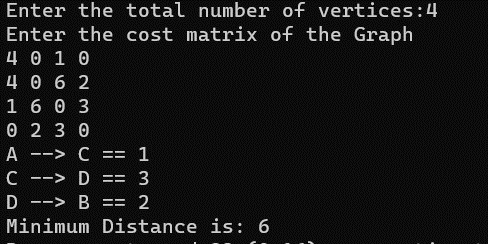 Enter the total number of vertices:4
Enter the cost matrix of the Graph
4 0 1 0
4 0 6 2
1 6 0 3
0 2 3 0
A --> C == 1
C --> D == 3
D --> B == 2
Minimum Distance is: 6